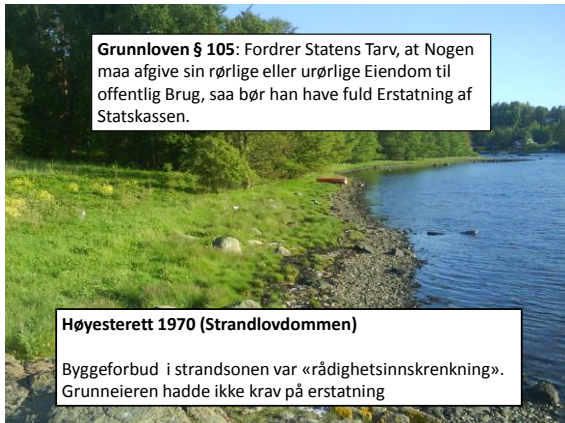 Grunnloven § 105: Fordrer Statens Tarv, at Nogen
maa afgive sin rørlige eller urørlige Eiendom til
offentlig Brug, saa bør han have fuld Erstatning af
Statskassen.
Høyesterett 1970 (Strandlovdommen)
Byggeforbud i strandsonen var «rådighetsinnskrenkning».
Grunneieren hadde ikke krav på erstatning